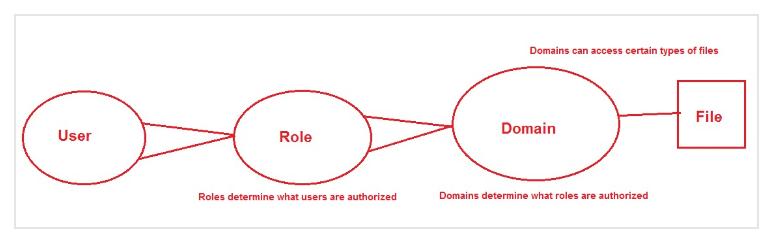 Domains can access certain types of files
User
Role
Domain
File
Roles determine what users are authorized
Domains determine what roles are authorized